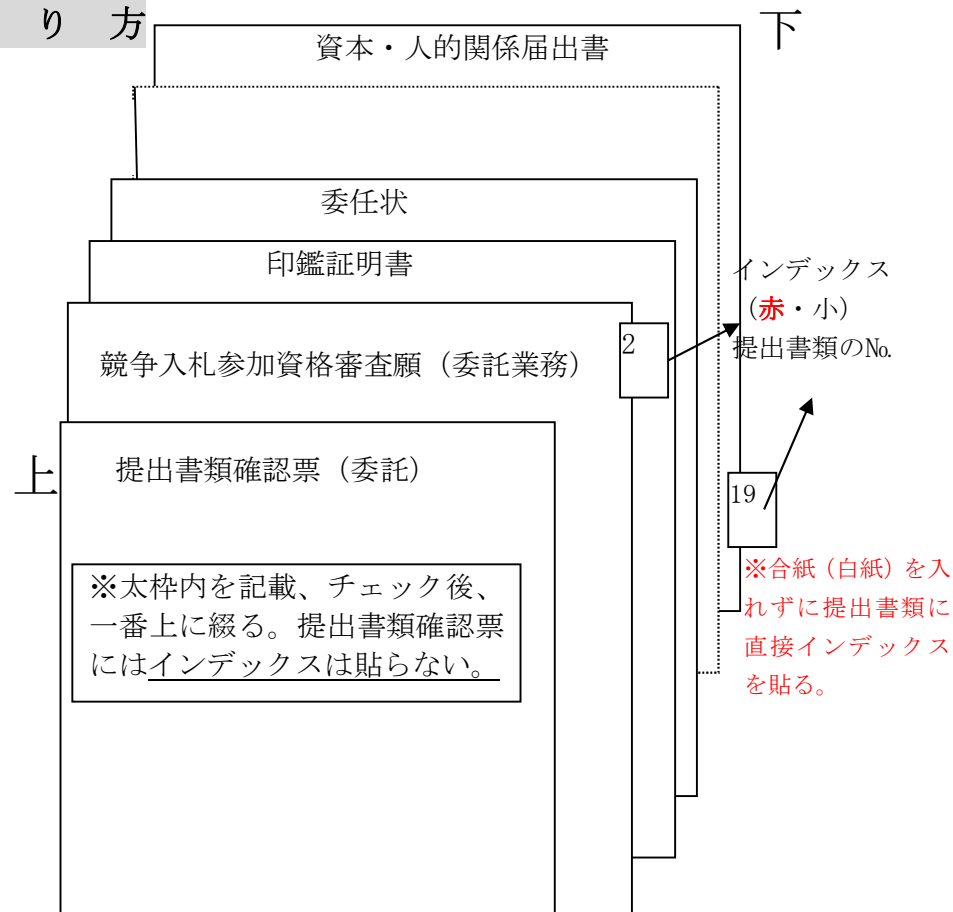 り 方
下
資本・人的関係届出書
委任状
印鑑証明書
インデックス
（赤・小）
提出書類の№
2
競争入札参加資格審査願（委託業務）
上
提出書類確認票（委託）
19
※太枠内を記載、チェック後、
一番上に綴る。提出書類確認票
にはインデックスは貼らない。
※合紙（白紙）を入
れずに提出書類に
直接インデックス
を貼る。